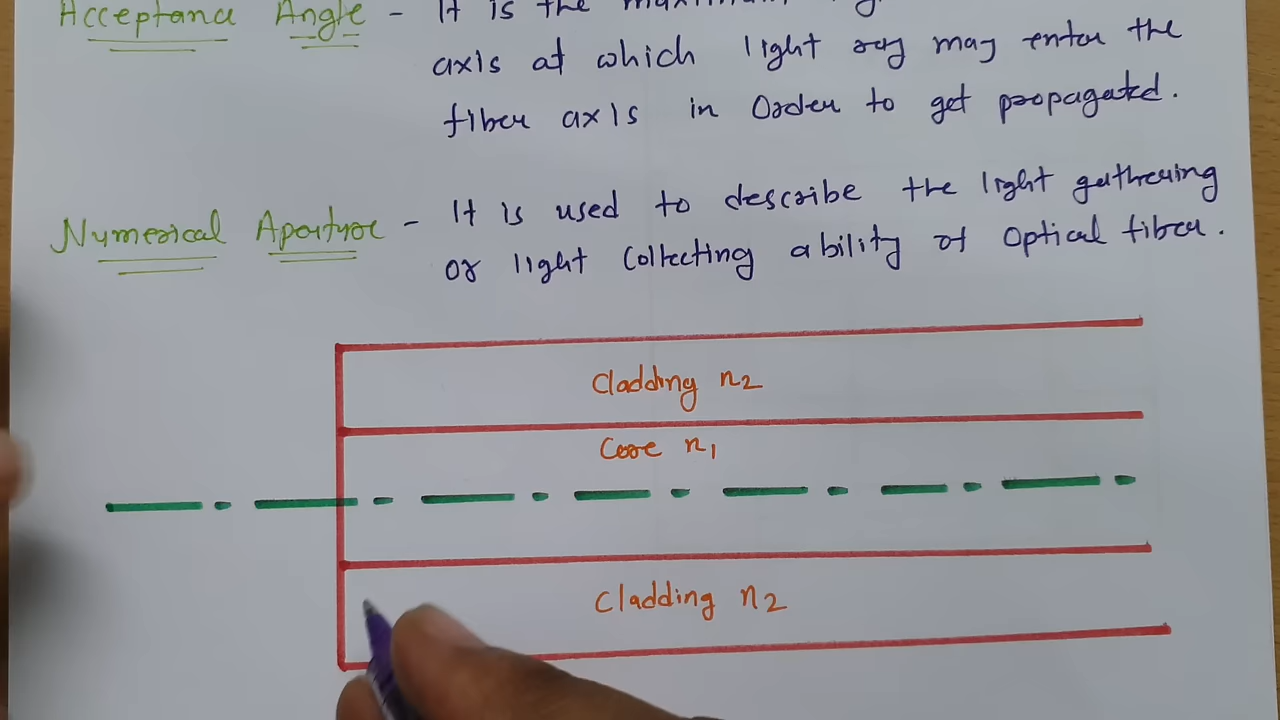 Acceptance Angle - It is the maximum
axis at which light ray may enter the
fiber axis in order to get propagated.
Numerical Aperture - It is used to describe the light gathering
or light Collecting ability of Optical fiber.
Cladding n2
Core n1
Cladding n2